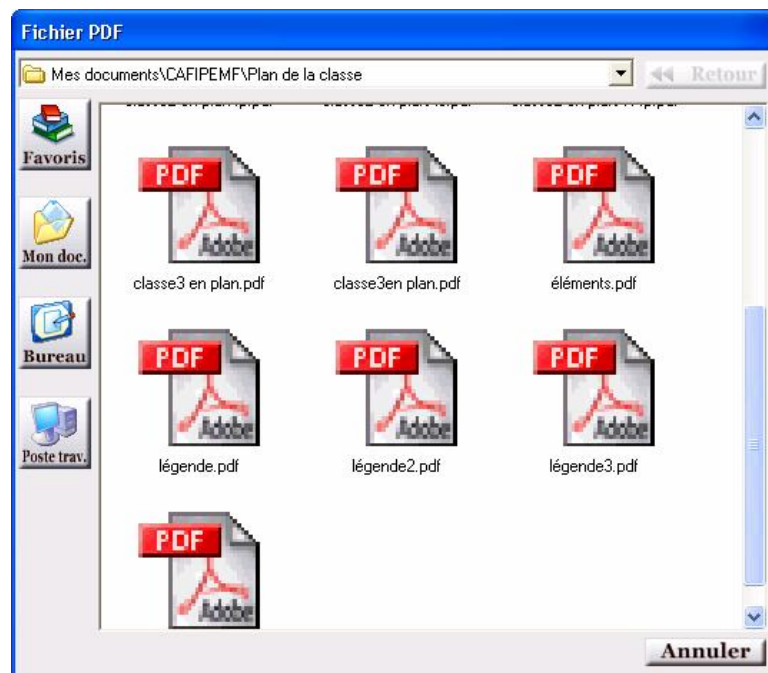 Fichier PDF
Mes documents\CAFIPEMF\Plan de la classe
Retour
Favoris
Mon doc.
Bureau
Poste trav.
PDF Adobe PDF Adobe PDF Adobe
classe3 en plan.pdf classe3en plan.pdf éléments.pdf
PDF Adobe PDF Adobe PDF Adobe
légende.pdf légende2.pdf légende3.pdf
PDF Adobe
Annuler